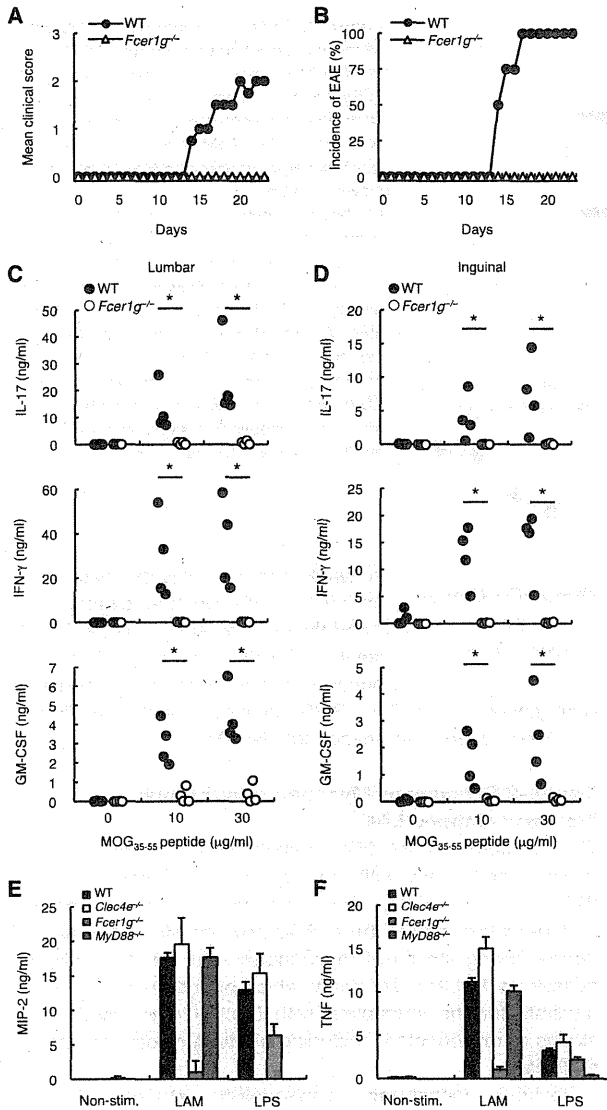 A
WT
Fcer1g–/–
Mean clinical score
3
2
1
0
0 5 10 15 20
Days
B
WT
Fcer1g–/–
Incidence of EAE (%)
100
75
50
25
0
0 5 10 15 20
Days
C
Lumbar
WT
Fcer1g–/–
IL-17 (ng/ml)
50
40
30
20
10
0
* *
IFN-γ (ng/ml)
60
40
20
0
* *
GM-CSF (ng/ml)
7
6
5
4
3
2
1
0
* *
0 10 30
MOG35-55 peptide (μg/ml)
D
Inguinal
WT
Fcer1g–/–
IL-17 (ng/ml)
20
15
10
5
0
* *
IFN-γ (ng/ml)
25
20
15
10
5
0
* *
GM-CSF (ng/ml)
5
4
3
2
1
0
* *
0 10 30
MOG35-55 peptide (μg/ml)
E
WT
Clec4e–/–
Fcer1g–/–
MyD88–/–
MIP-2 (ng/ml)
25
20
15
10
5
0
Non-stim. LAM LPS
F
WT
Clec4e–/–
Fcer1g–/–
MyD88–/–
TNF (ng/ml)
20
15
10
5
0
Non-stim. LAM LPS